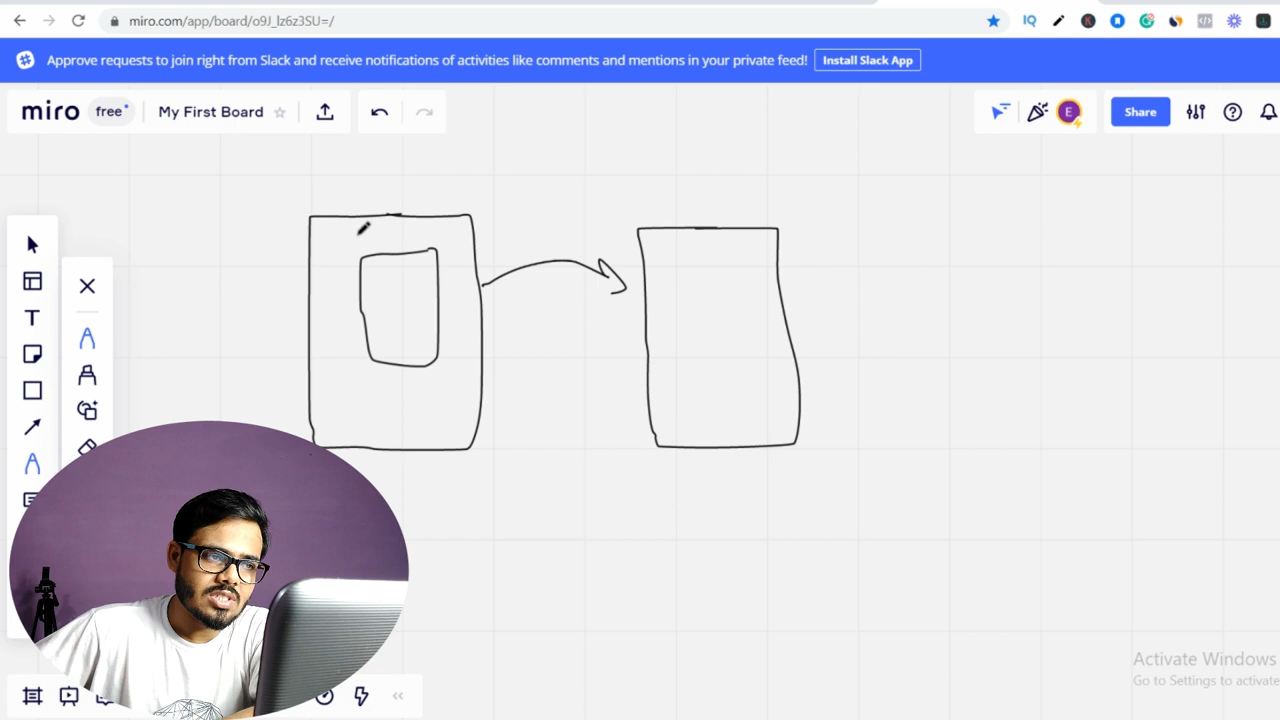 miro.com/app/board/o9J_lz6z3SU=/
IQ
K
Approve requests to join right from Slack and receive notifications of activities like comments and mentions in your private feed!
Install Slack App
miro
free
My First Board
E
Share
T
Activate Windows
Go to Settings to activate